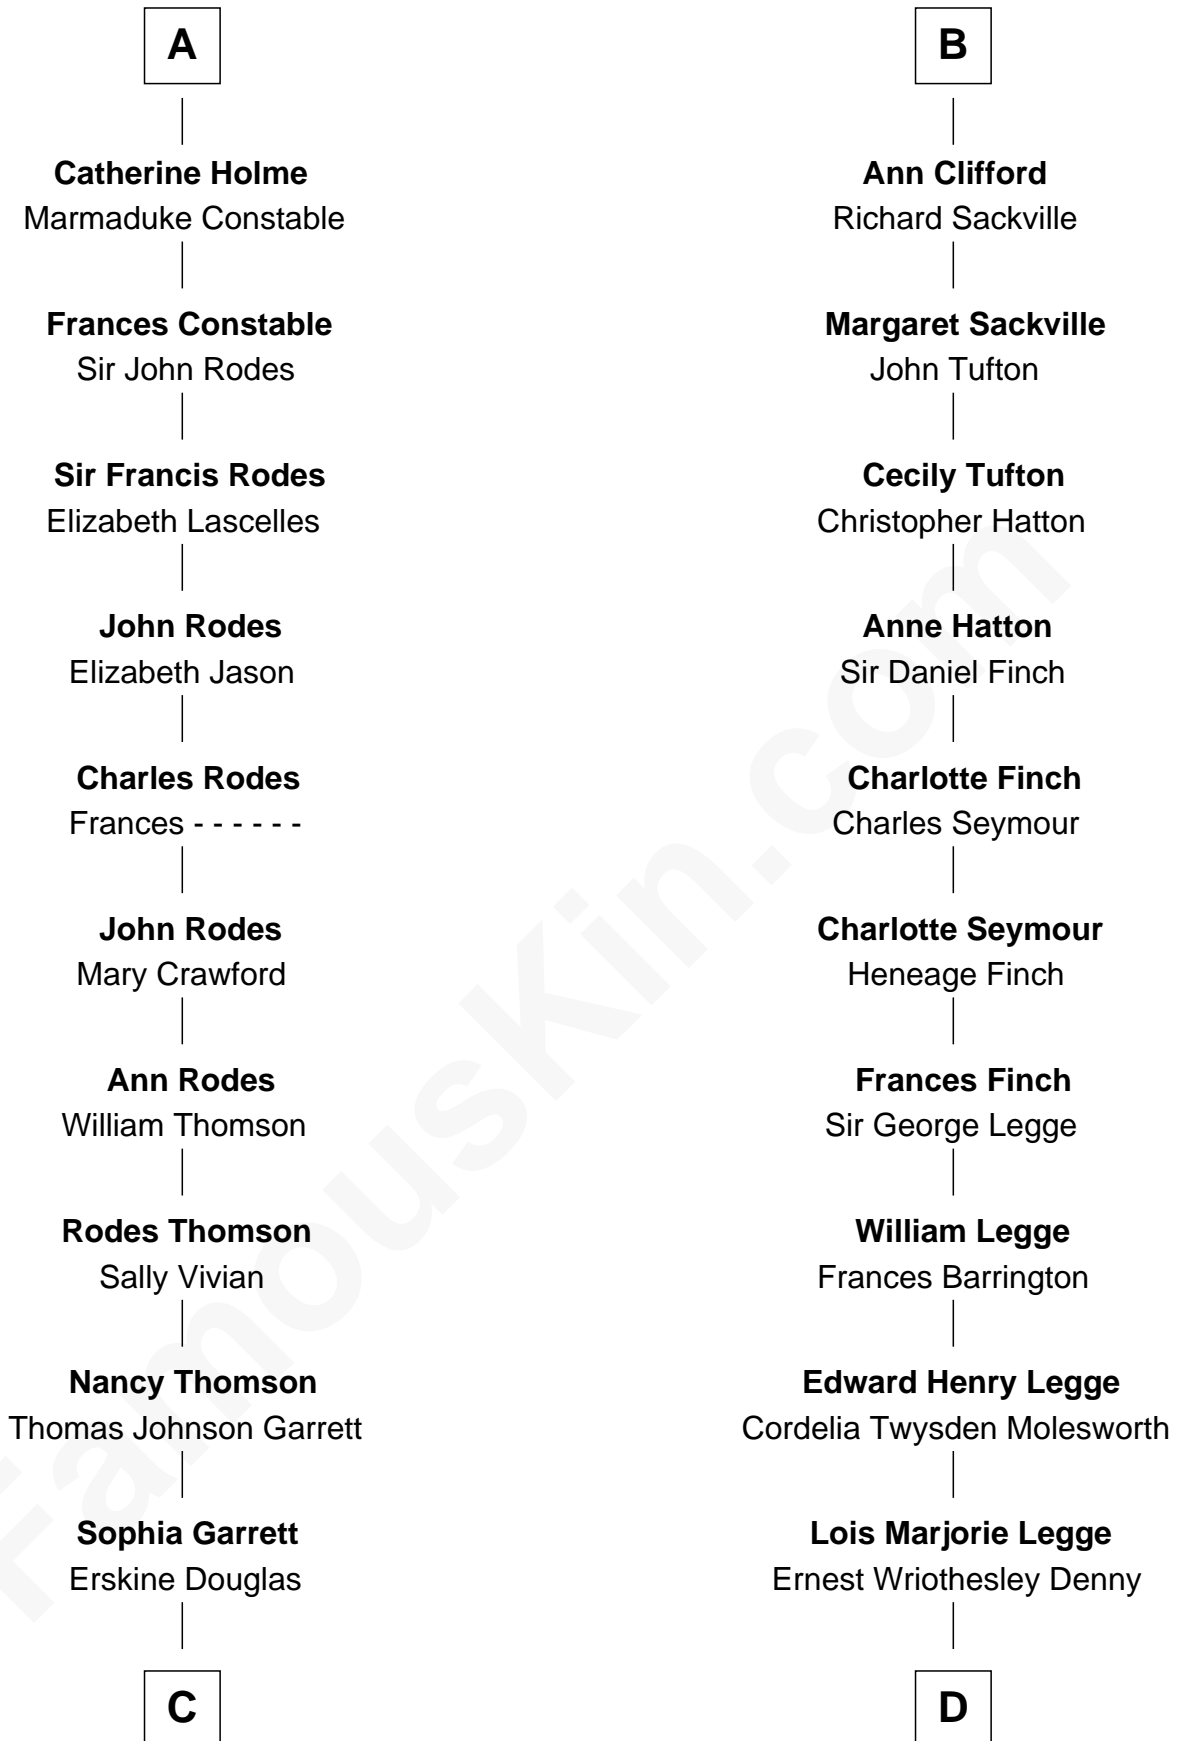 A
Catherine Holme
Marmaduke Constable
Frances Constable
Sir John Rodes
Sir Francis Rodes
Elizabeth Lascelles
John Rodes
Elizabeth Jason
Charles Rodes
Frances - - - - - -
John Rodes
Mary Crawford
Ann Rodes
William Thomson
Rodes Thomson
Sally Vivian
Nancy Thomson
Thomas Johnson Garrett
Sophia Garrett
Erskine Douglas
C
B
Ann Clifford
Richard Sackville
Margaret Sackville
John Tufton
Cecily Tufton
Christopher Hatton
Anne Hatton
Sir Daniel Finch
Charlotte Finch
Charles Seymour
Charlotte Seymour
Heneage Finch
Frances Finch
Sir George Legge
William Legge
Frances Barrington
Edward Henry Legge
Cordelia Twysden Molesworth
Lois Marjorie Legge
Ernest Wriothesley Denny
D
FamousKin.com